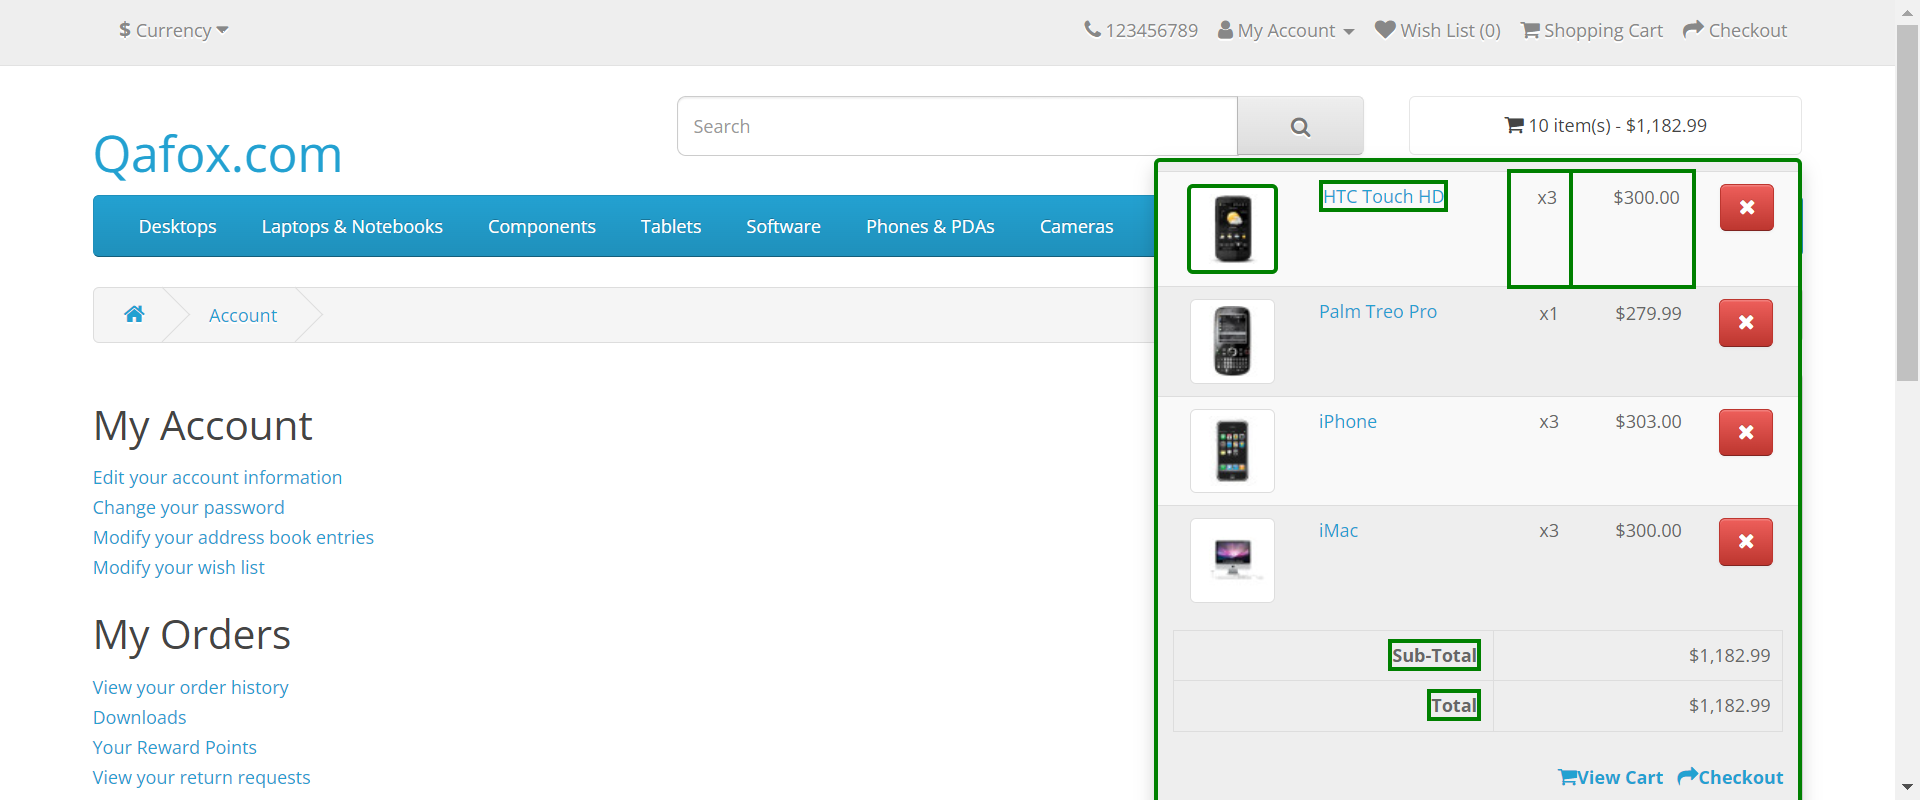 $ Currency
123456789 My Account Wish List (0) Shopping Cart Checkout
Qafox.com
Search
10 item(s) - $1,182.99
Desktops Laptops & Notebooks Components Tablets Software Phones & PDAs Cameras
HTC Touch HD x3 $300.00
Palm Treo Pro x1 $279.99
iPhone x3 $303.00
iMac x3 $300.00
Sub-Total $1,182.99
Total $1,182.99
View Cart Checkout
Account
My Account
Edit your account information
Change your password
Modify your address book entries
Modify your wish list
My Orders
View your order history
Downloads
Your Reward Points
View your return requests